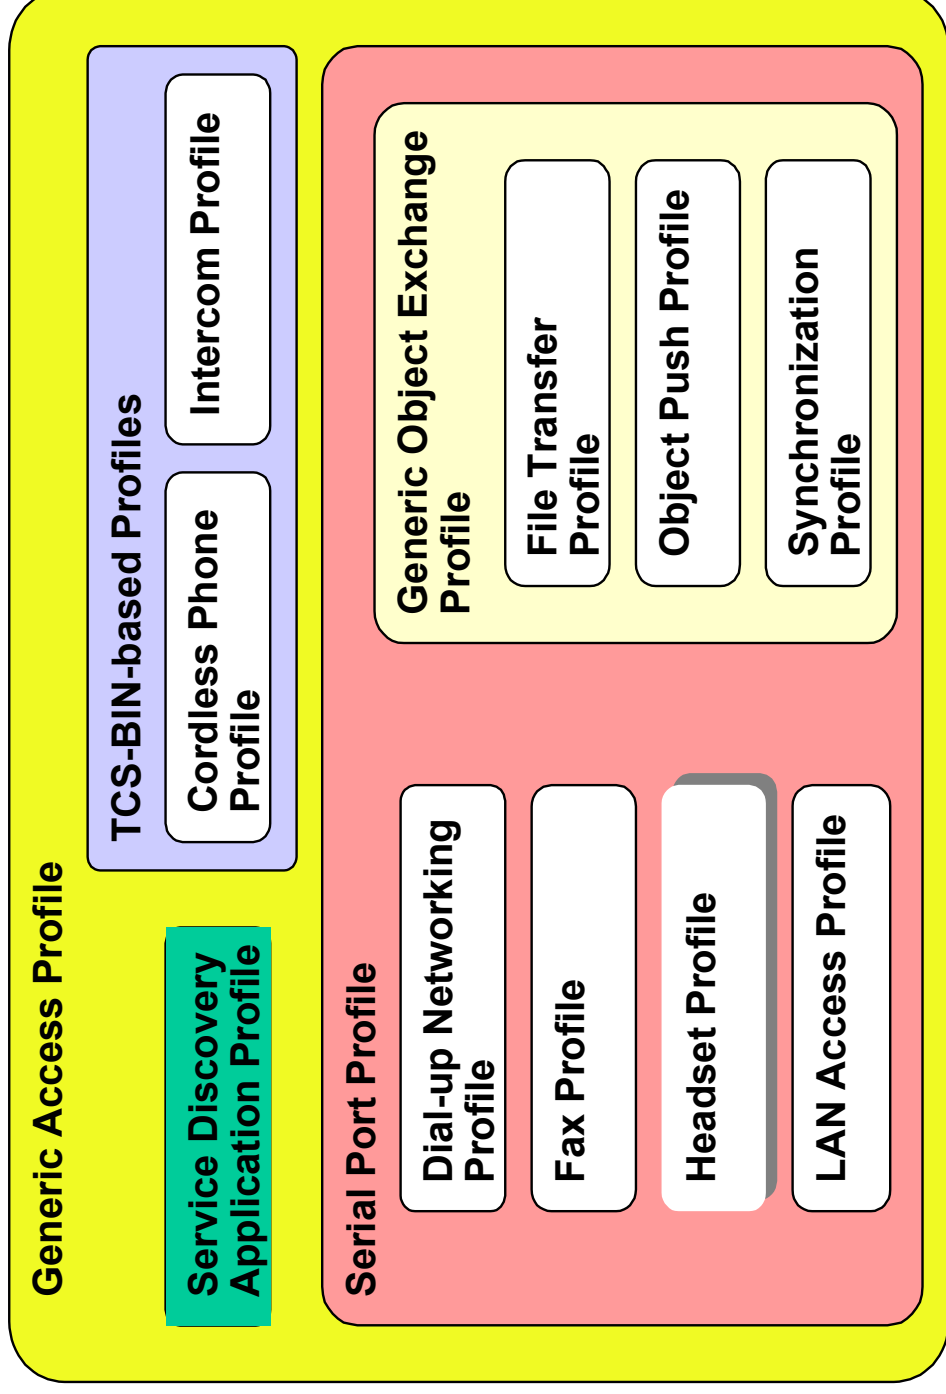 Generic Access Profile
Service Discovery
Application Profile
TCS-BIN-based Profiles
Cordless Phone
Profile
Intercom Profile
Serial Port Profile
Dial-up Networking
Profile
Fax Profile
Headset Profile
LAN Access Profile
Generic Object Exchange
Profile
File Transfer
Profile
Object Push Profile
Synchronization
Profile